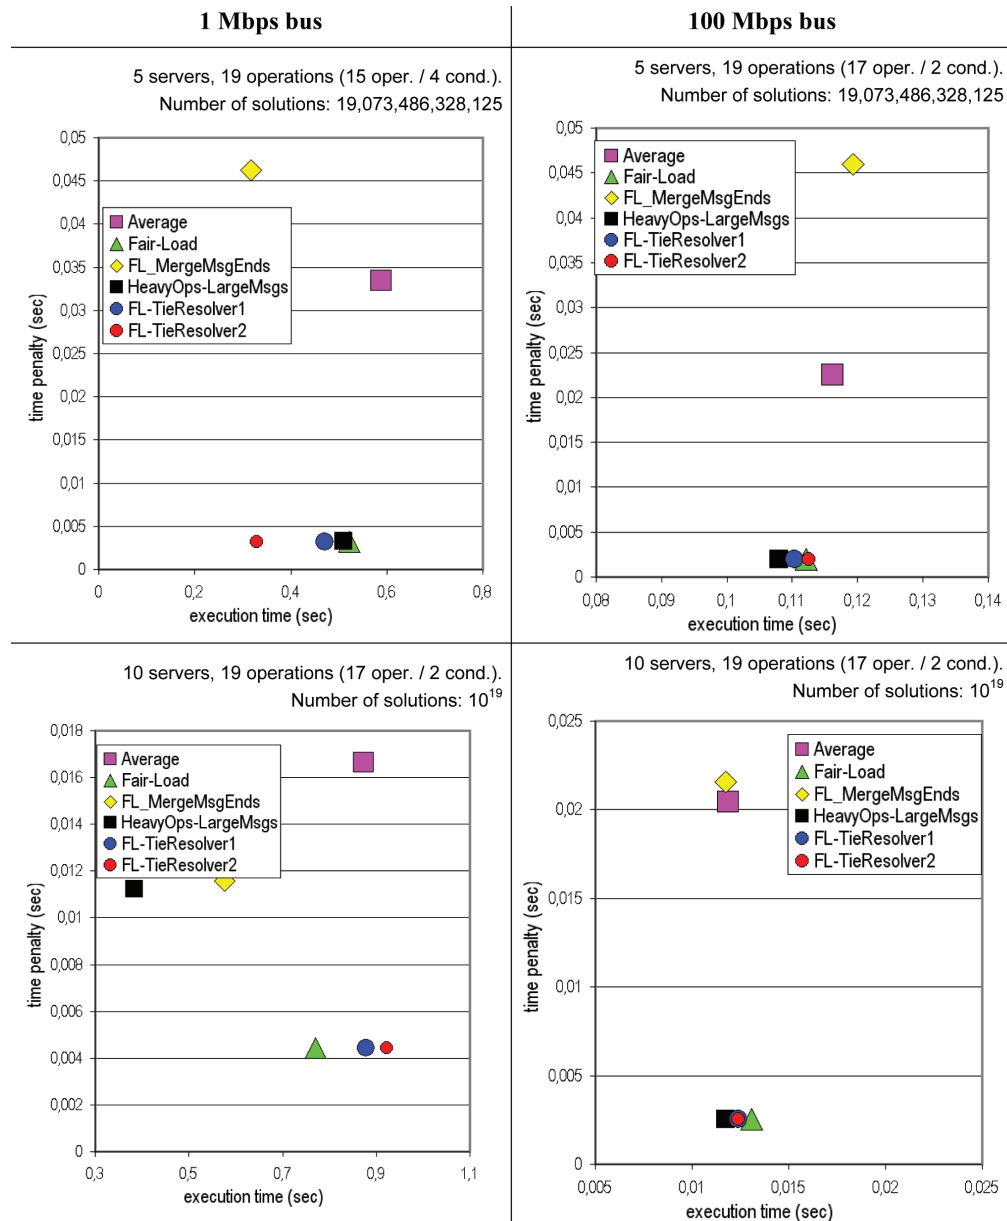 1 Mbps bus
100 Mbps bus
5 servers, 19 operations (15 oper. / 4 cond.).
Number of solutions: 19,073,486,328,125
0,05
0,045
0,04
0,035
0,03
0,025
0,02
0,015
0,01
0,005
0
time penalty (sec)
Average
Fair-Load
FL_MergeMsgEnds
HeavyOps-LargeMsgs
FL-TieResolver1
FL-TieResolver2
0
0,2
0,4
0,6
0,8
execution time (sec)
5 servers, 19 operations (17 oper. / 2 cond.).
Number of solutions: 19,073,486,328,125
0,05
0,045
0,04
0,035
0,03
0,025
0,02
0,015
0,01
0,005
0
time penalty (sec)
Average
Fair-Load
FL_MergeMsgEnds
HeavyOps-LargeMsgs
FL-TieResolver1
FL-TieResolver2
0,08
0,09
0,1
0,11
0,12
0,13
0,14
execution time (sec)
10 servers, 19 operations (17 oper. / 2 cond.).
Number of solutions: 10^19
0,018
0,016
0,014
0,012
0,01
0,008
0,006
0,004
0,002
0
time penalty (sec)
Average
Fair-Load
FL_MergeMsgEnds
HeavyOps-LargeMsgs
FL-TieResolver1
FL-TieResolver2
0,3
0,5
0,7
0,9
1,1
execution time (sec)
10 servers, 19 operations (17 oper. / 2 cond.).
Number of solutions: 10^19
0,025
0,02
0,015
0,01
0,005
0
time penalty (sec)
Average
Fair-Load
FL_MergeMsgEnds
HeavyOps-LargeMsgs
FL-TieResolver1
FL-TieResolver2
0,005
0,01
0,015
0,02
0,025
execution time (sec)